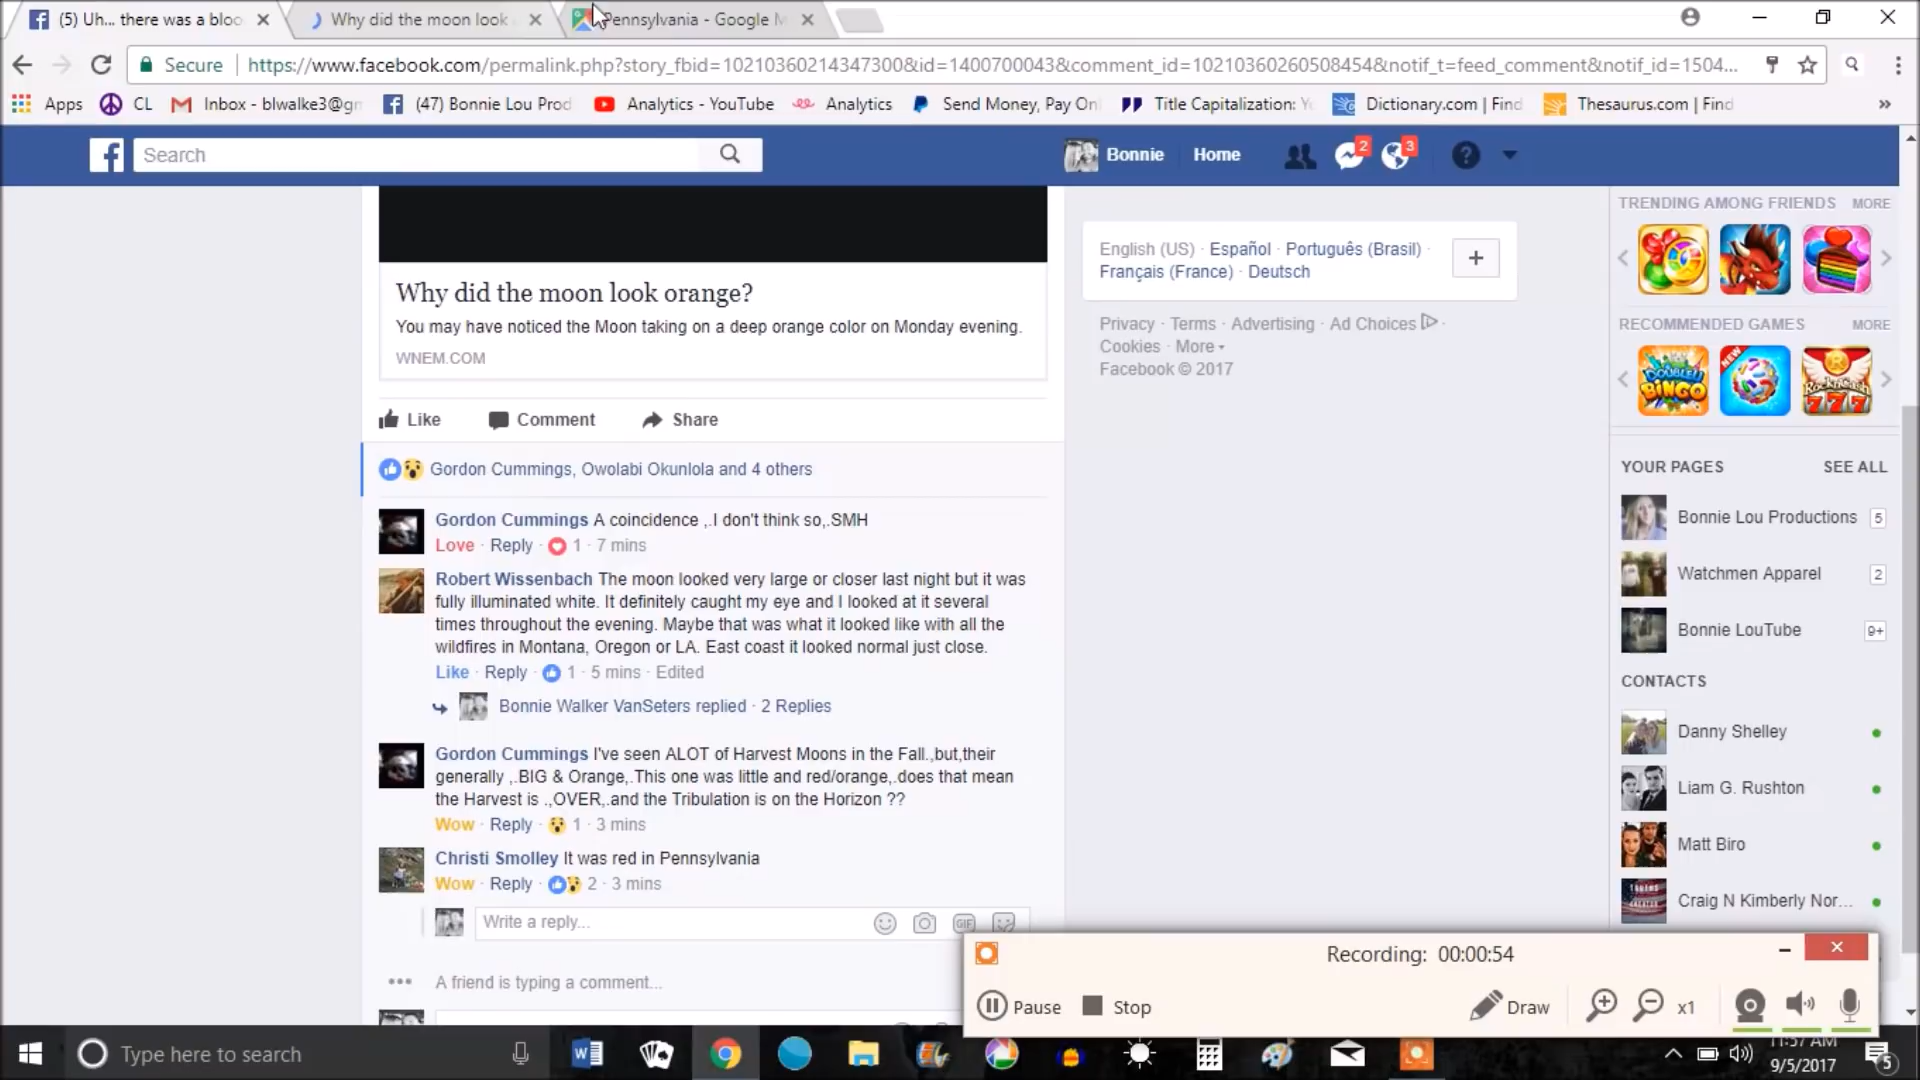 (5) Uh... there was a bloo
Why did the moon look
Pennsylvania - Google M
Secure
https://www.facebook.com/permalink.php?story_fbid=10210360214347300&id=1400700043&comment_id=10210360260508454&notif_t=feed_comment&notif_id=1504...
Apps
CL
Inbox - blwalke3@gm
(47) Bonnie Lou Prod
Analytics - YouTube
Analytics
Send Money, Pay Onl
Title Capitalization:
Dictionary.com | Find
Thesaurus.com | Find
»
Search
Bonnie
Home
2
3
?
Why did the moon look orange?
You may have noticed the Moon taking on a deep orange color on Monday evening.
WNEM.COM
Like
Comment
Share
Gordon Cummings, Owolabi Okunlola and 4 others
Gordon Cummings A coincidence ,.I don't think so,.SMH
Love · Reply · 1 · 7 mins
Robert Wissenbach The moon looked very large or closer last night but it was
fully illuminated white. It definitely caught my eye and I looked at it several
times throughout the evening. Maybe that was what it looked like with all the
wildfires in Montana, Oregon or LA. East coast it looked normal just close.
Like · Reply · 1 · 5 mins · Edited
Bonnie Walker VanSeters replied · 2 Replies
Gordon Cummings I've seen ALOT of Harvest Moons in the Fall.,but,their
generally ,.BIG & Orange,.This one was little and red/orange,.does that mean
the Harvest is .,OVER,.and the Tribulation is on the Horizon ??
Wow · Reply · 1 · 3 mins
Christi Smolley It was red in Pennsylvania
Wow · Reply · 2 · 3 mins
Write a reply...
GIF
A friend is typing a comment...
English (US) · Español · Português (Brasil) ·
Français (France) · Deutsch
+
Privacy · Terms · Advertising · Ad Choices ·
Cookies · More
Facebook © 2017
TRENDING AMONG FRIENDS
MORE
RECOMMENDED GAMES
MORE
DOUBLEU
BINGO
NEW
RocknCash
777
YOUR PAGES
SEE ALL
Bonnie Lou Productions
5
Watchmen Apparel
2
Bonnie LouTube
9+
CONTACTS
Danny Shelley
Liam G. Rushton
Matt Biro
Craig N Kimberly Nor...
Recording: 00:00:54
Pause
Stop
Draw
x1
Type here to search
11:57 AM
9/5/2017
5